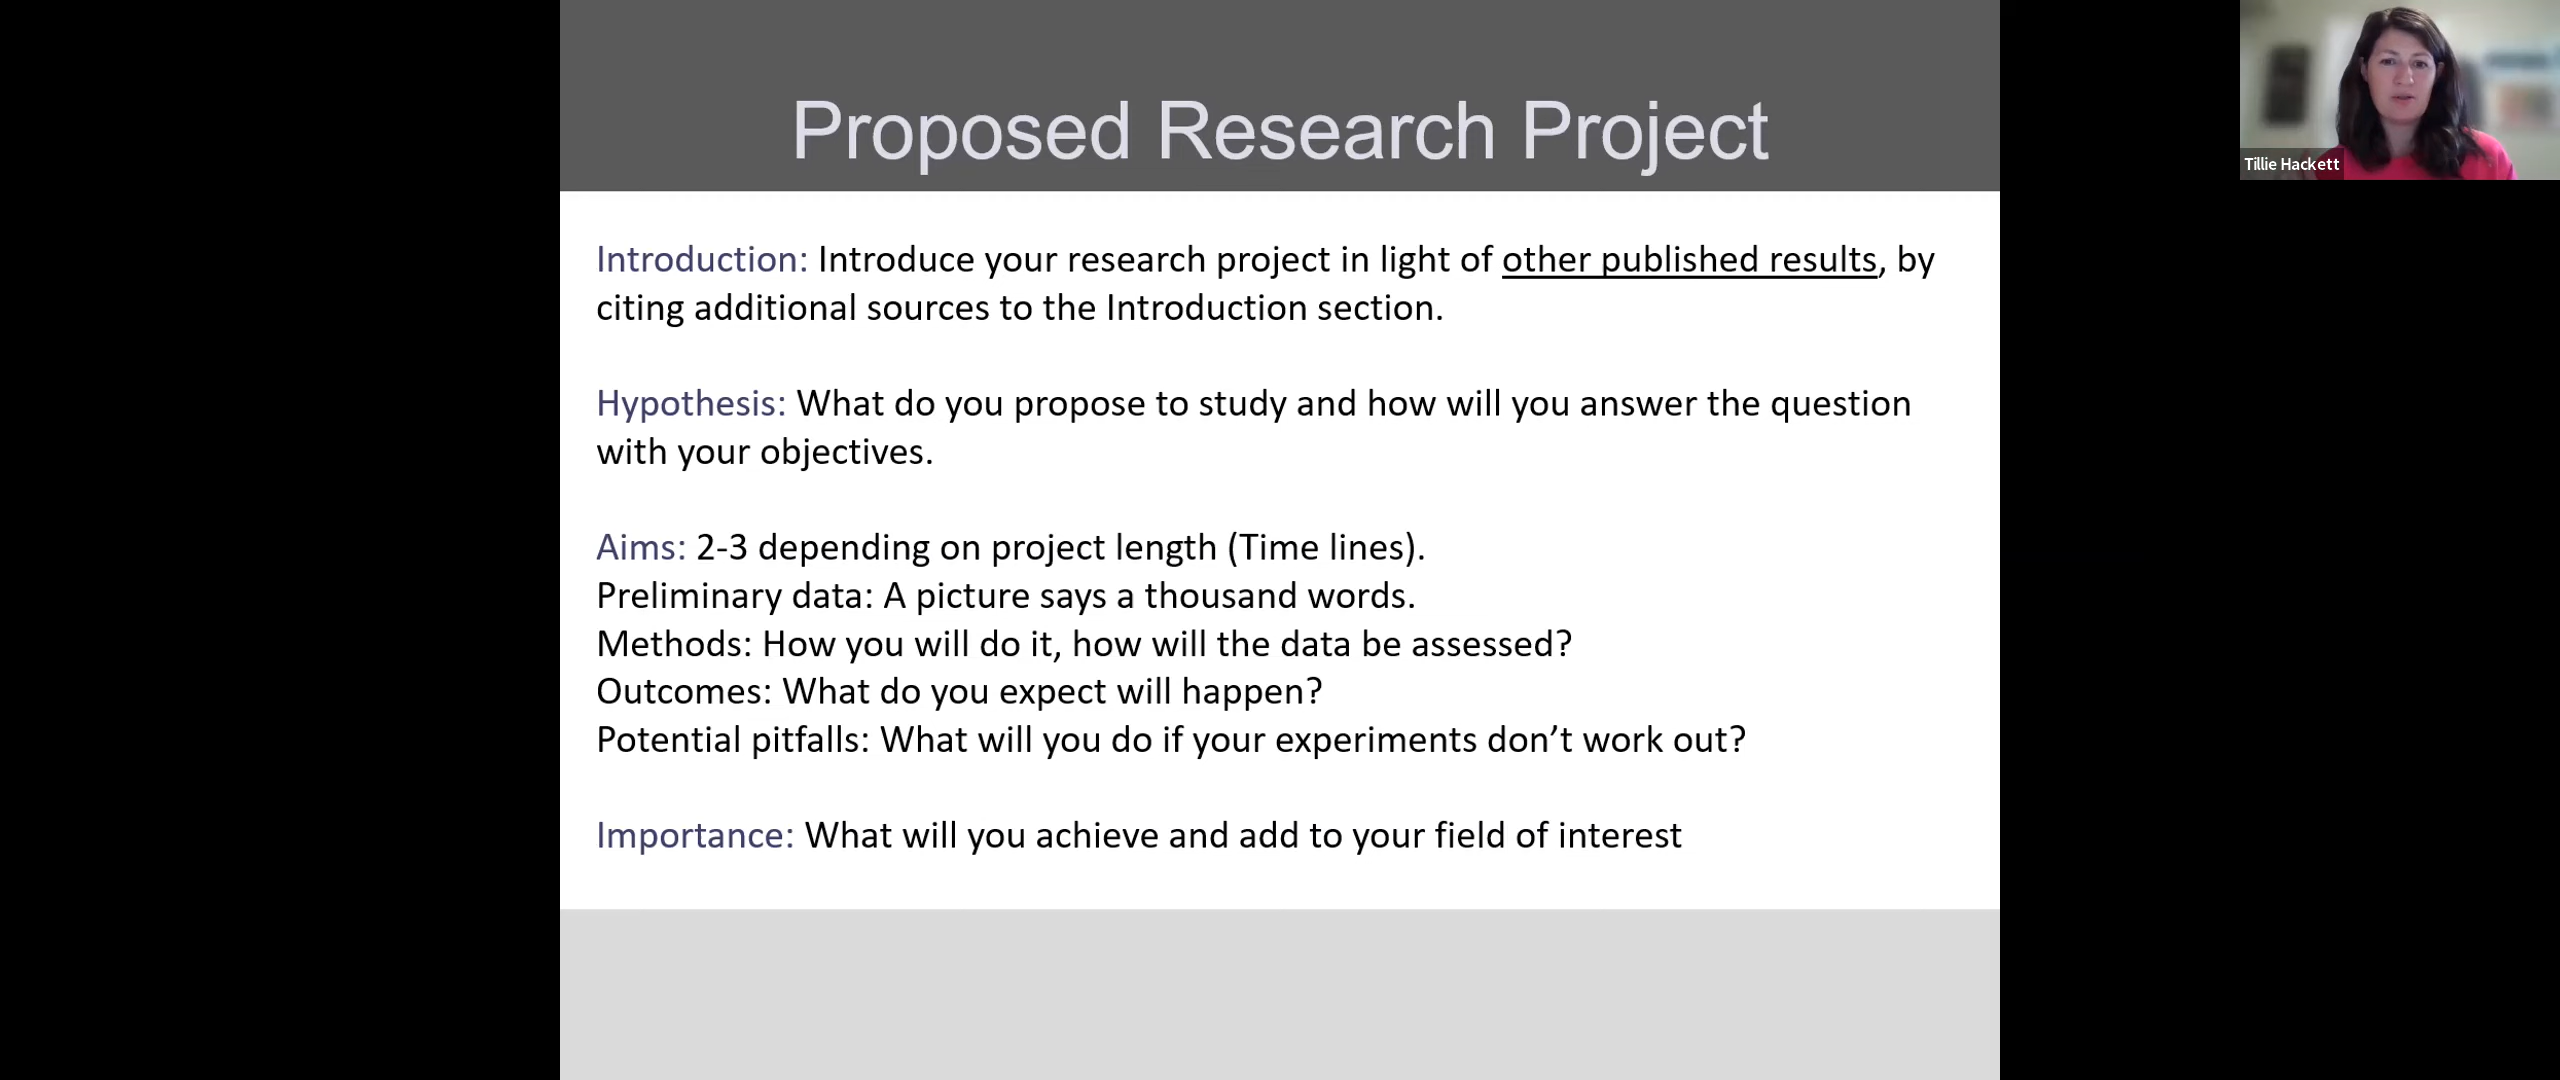 Proposed Research Project
Tillie Hackett
Introduction: Introduce your research project in light of other published results, by
citing additional sources to the Introduction section.
Hypothesis: What do you propose to study and how will you answer the question
with your objectives.
Aims: 2-3 depending on project length (Time lines).
Preliminary data: A picture says a thousand words.
Methods: How you will do it, how will the data be assessed?
Outcomes: What do you expect will happen?
Potential pitfalls: What will you do if your experiments don’t work out?
Importance: What will you achieve and add to your field of interest